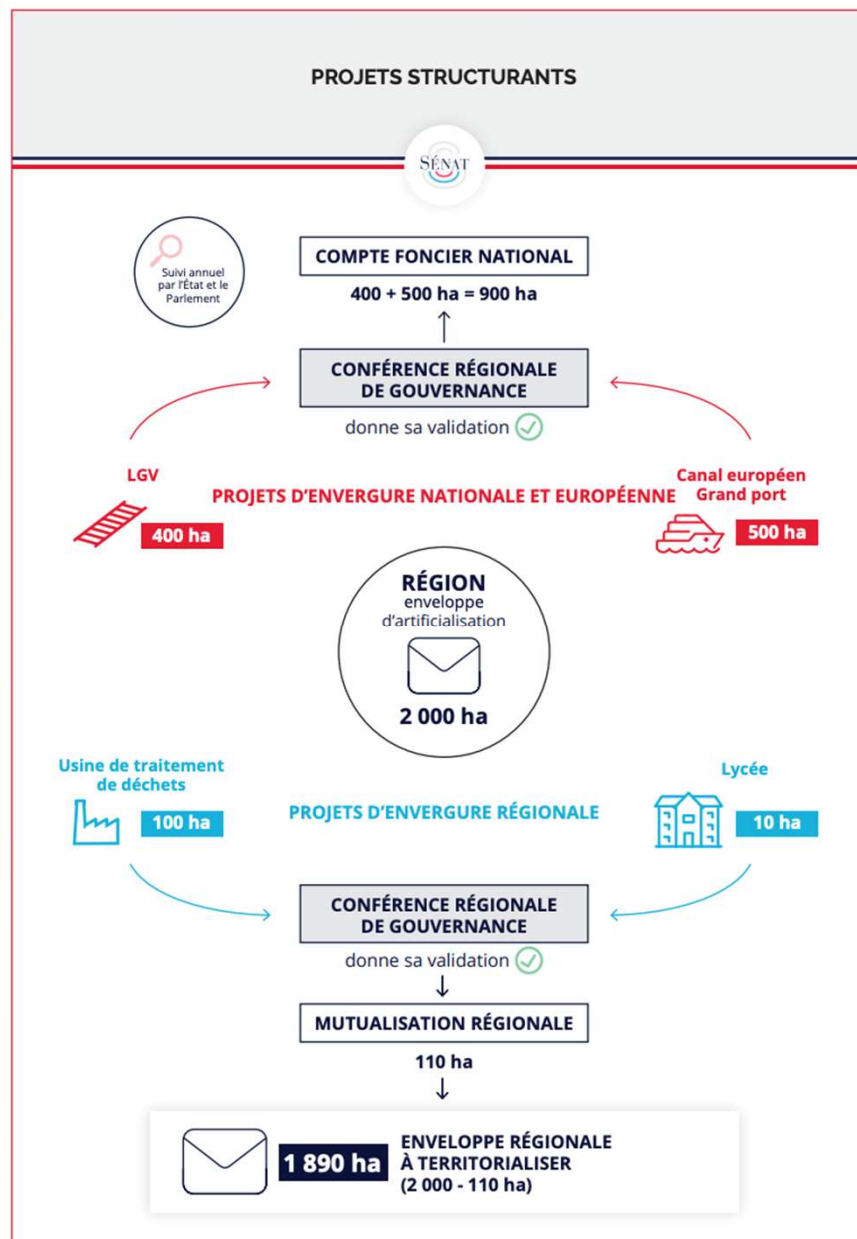 PROJETS STRUCTURANTS
SÉNAT
Suivi annuel
par l'État et le
Parlement
COMPTE FONCIER NATIONAL
400 + 500 ha = 900 ha
CONFÉRENCE RÉGIONALE
DE GOUVERNANCE
donne sa validation
LGV
400 ha
PROJETS D'ENVERGURE NATIONALE ET EUROPÉENNE
Canal européen
Grand port
500 ha
RÉGION
enveloppe
d'artificialisation
2 000 ha
Usine de traitement
de déchets
100 ha
PROJETS D'ENVERGURE RÉGIONALE
Lycée
10 ha
CONFÉRENCE RÉGIONALE
DE GOUVERNANCE
donne sa validation
MUTUALISATION RÉGIONALE
110 ha
1 890 ha
ENVELOPPE RÉGIONALE
À TERRITORIALISER
(2 000 - 110 ha)